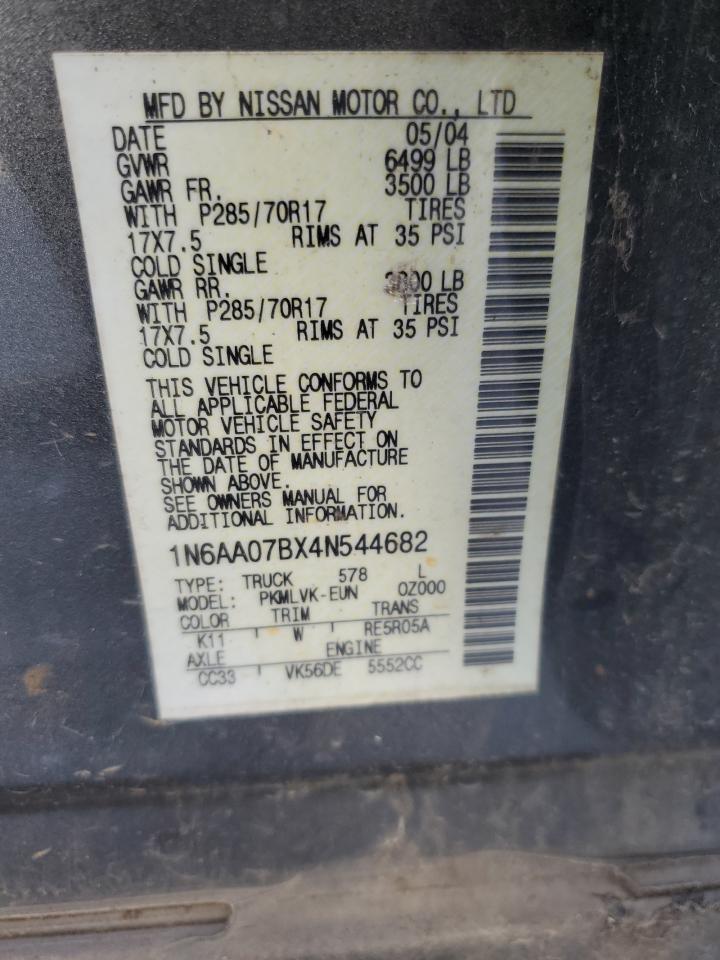 MFD BY NISSAN MOTOR CO., LTD
DATE 05/04
GVWR 6499 LB
GAWR FR. 3500 LB
WITH P285/70R17 TIRES
17X7.5 RIMS AT 35 PSI
COLD SINGLE
GAWR RR. LB
WITH P285/70R17 TIRES
17X7.5 RIMS AT 35 PSI
COLD SINGLE
THIS VEHICLE CONFORMS TO
ALL APPLICABLE FEDERAL
MOTOR VEHICLE SAFETY
STANDARDS IN EFFECT ON
THE DATE OF MANUFACTURE
SHOWN ABOVE.
SEE OWNERS MANUAL FOR
ADDITIONAL INFORMATION.
1N6AA07BX4N544682
TYPE: TRUCK 578 L
MODEL: PKMLVK-EUN 0Z000
COLOR TRIM TRANS
K11 W RE5R05A
AXLE ENGINE
CC33 VK56DE 5552CC